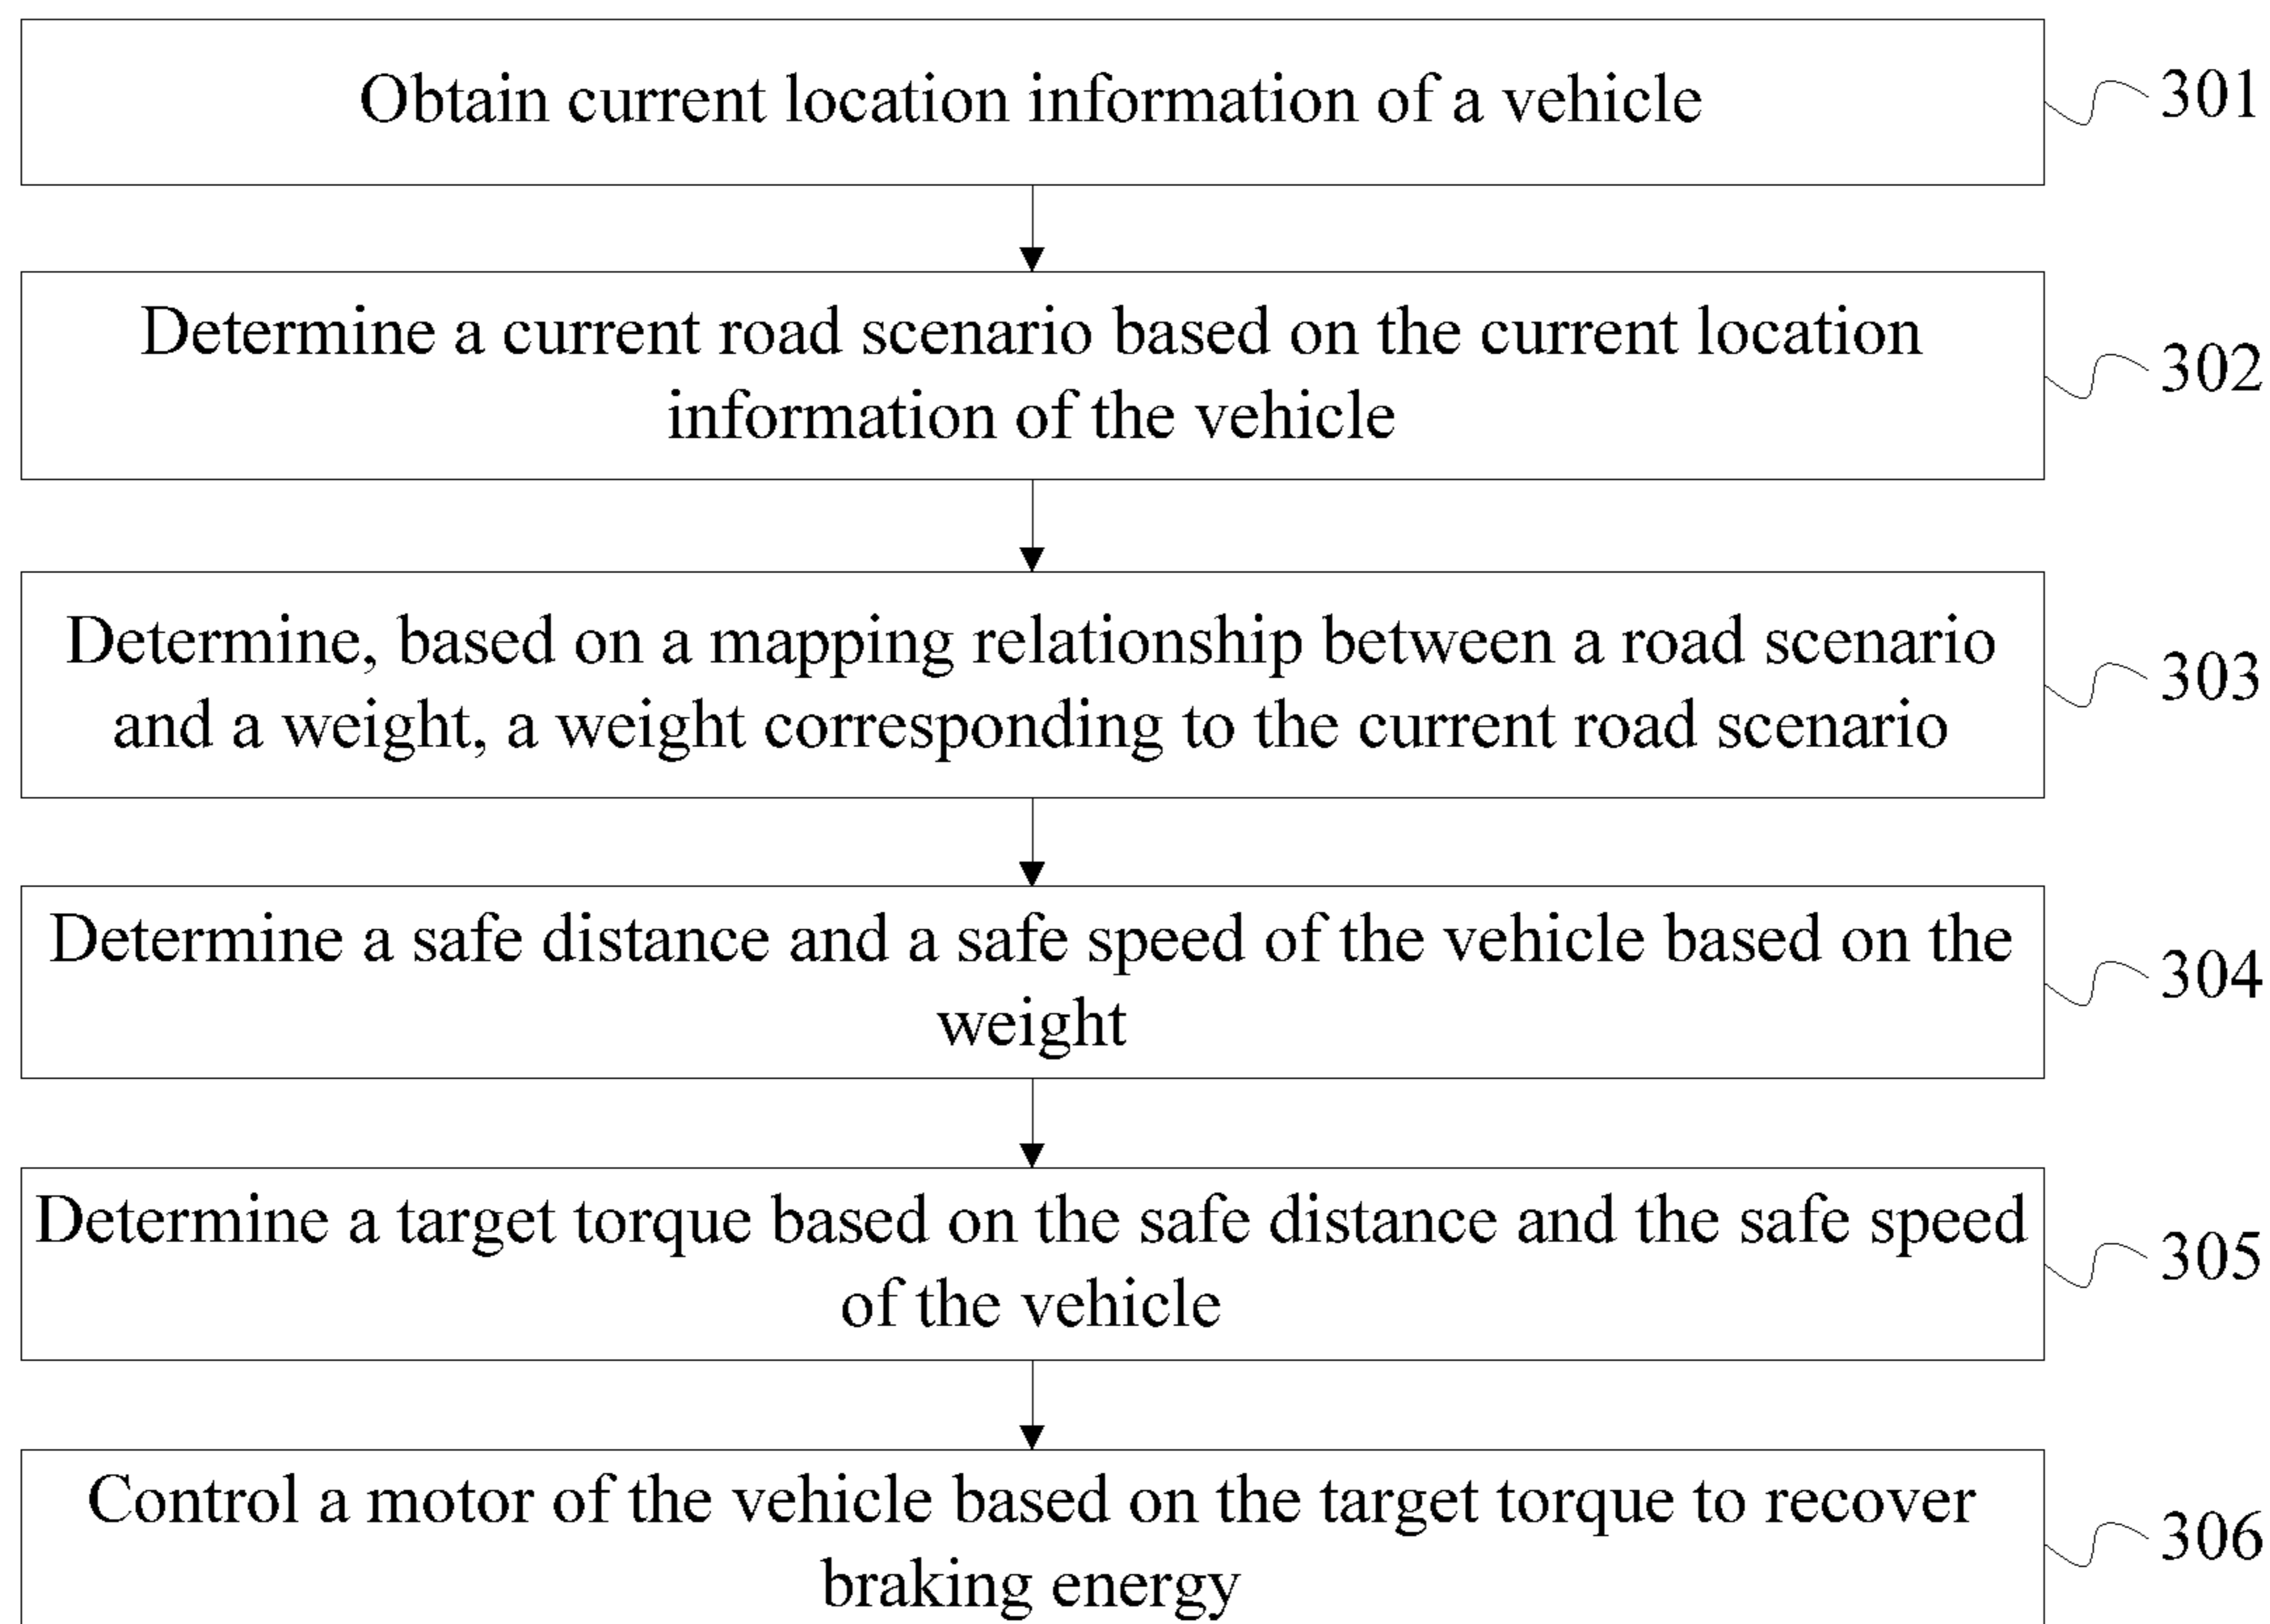 Obtain current location information of a vehicle
301
Determine a current road scenario based on the current location
information of the vehicle
302
Determine, based on a mapping relationship between a road scenario
and a weight, a weight corresponding to the current road scenario
303
Determine a safe distance and a safe speed of the vehicle based on the
weight
304
Determine a target torque based on the safe distance and the safe speed
of the vehicle
305
Control a motor of the vehicle based on the target torque to recover
braking energy
306